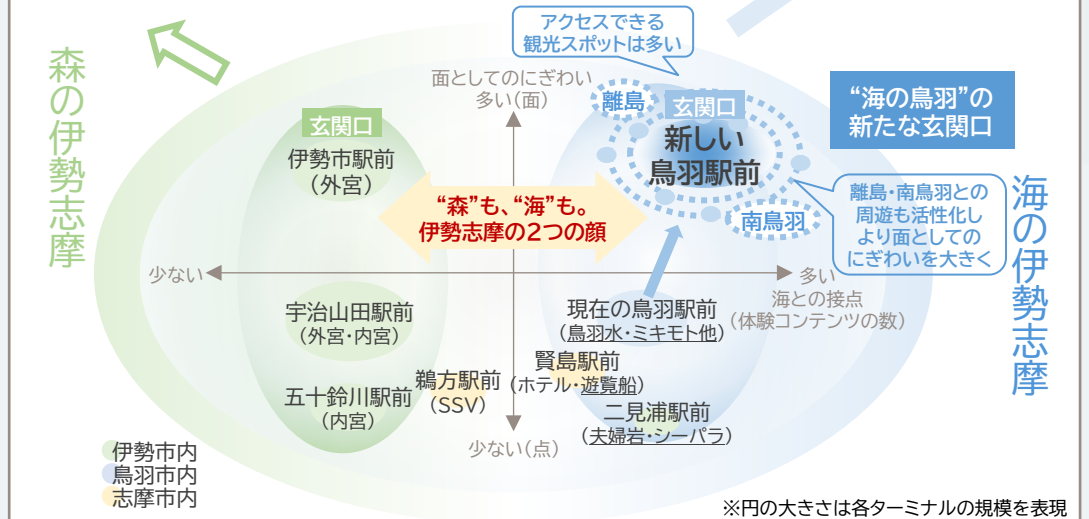 アクセスできる
観光スポットは多い
森の伊勢志摩
面としてのにぎわい
多い(面)
離島
玄関口
新しい
鳥羽駅前
“海の鳥羽”の
新たな玄関口
玄関口
伊勢市駅前
(外宮)
“森”も、“海”も。
伊勢志摩の2つの顔
南鳥羽
離島・南鳥羽との
周遊も活性化し
より面としての
にぎわいを大きく
海の伊勢志摩
少ない
多い
海との接点
(体験コンテンツの数)
宇治山田駅前
(外宮・内宮)
現在の鳥羽駅前
(鳥羽水・ミキモト他)
賢島駅前
(ホテル・遊覧船)
鵜方駅前
(SSV)
五十鈴川駅前
(内宮)
二見浦駅前
(夫婦岩・シーパラ)
少ない(点)
伊勢市内
鳥羽市内
志摩市内
※円の大きさは各ターミナルの規模を表現